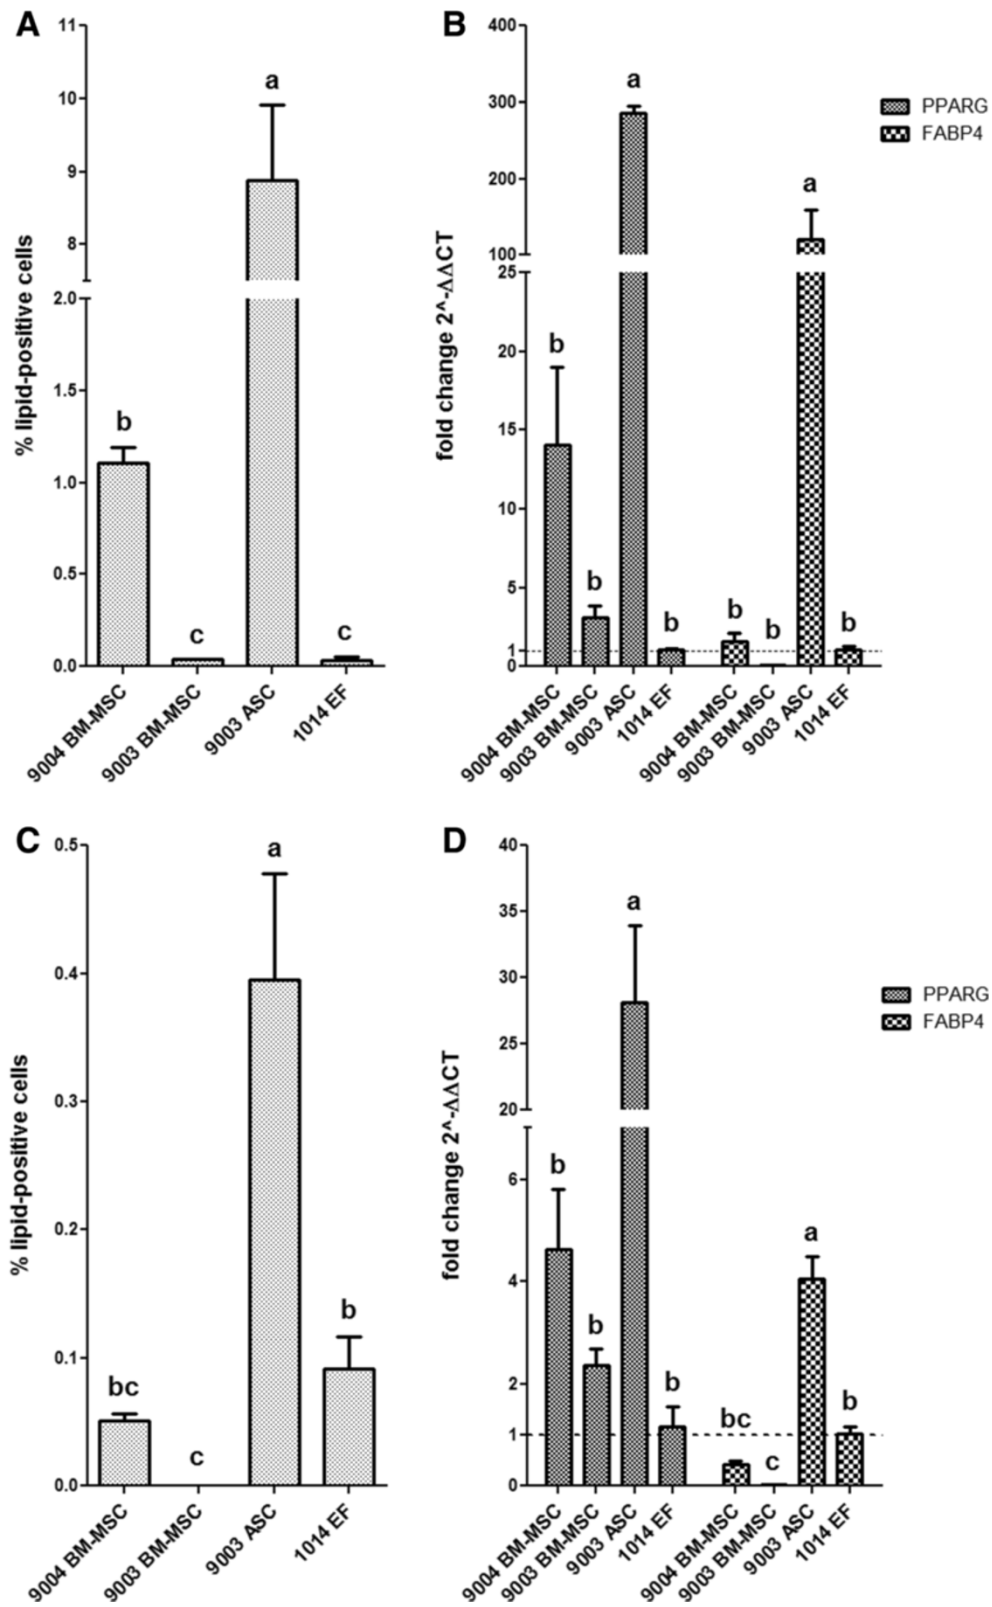 A
% lipid-positive cells
11
10
9
8
2.0
1.5
1.0
0.5
0.0
b
c
a
c
9004 BM-MSC
9003 BM-MSC
9003 ASC
1014 EF
B
fold change 2^-ΔΔCT
400
300
200
100
25
20
15
10
5
1
0
b
b
a
b
b
b
a
b
9004 BM-MSC
9003 BM-MSC
9003 ASC
1014 EF
9004 BM-MSC
9003 BM-MSC
9003 ASC
1014 EF
PPARG
FABP4
C
% lipid-positive cells
0.5
0.4
0.3
0.2
0.1
0.0
bc
c
a
b
9004 BM-MSC
9003 BM-MSC
9003 ASC
1014 EF
D
fold change 2^-ΔΔCT
40
35
30
25
20
6
4
2
1
0
b
b
a
b
bc
c
a
b
9004 BM-MSC
9003 BM-MSC
9003 ASC
1014 EF
9004 BM-MSC
9003 BM-MSC
9003 ASC
1014 EF
PPARG
FABP4